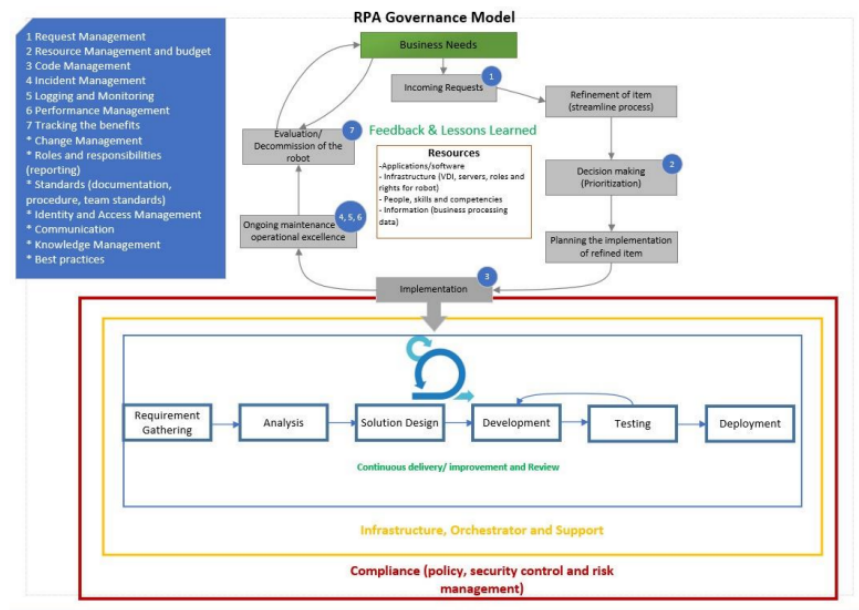 RPA Governance Model
1 Request Management
2 Resource Management and budget
3 Code Management
4 Incident Management
5 Logging and Monitoring
6 Performance Management
7 Tracking the benefits
* Change Management
* Roles and responsibilities
(reporting)
* Standards (documentation,
procedure, team standards)
* Identity and Access Management
* Communication
* Knowledge Management
* Best practices
Business Needs
Incoming Requests
1
Refinement of item
(streamline process)
Decision making
(Prioritization)
2
Planning the implementation
of refined item
Implementation
3
Ongoing maintenance
operational excellence
4, 5, 6
Evaluation/
Decommission of the
robot
7
Feedback & Lessons Learned
Resources
-Applications/software
- Infrastructure (VDI, servers, roles and
rights for robot)
- People, skills and competencies
- Information (business processing
data)
Requirement
Gathering
Analysis
Solution Design
Development
Testing
Deployment
Continuous delivery/ improvement and Review
Infrastructure, Orchestrator and Support
Compliance (policy, security control and risk
management)